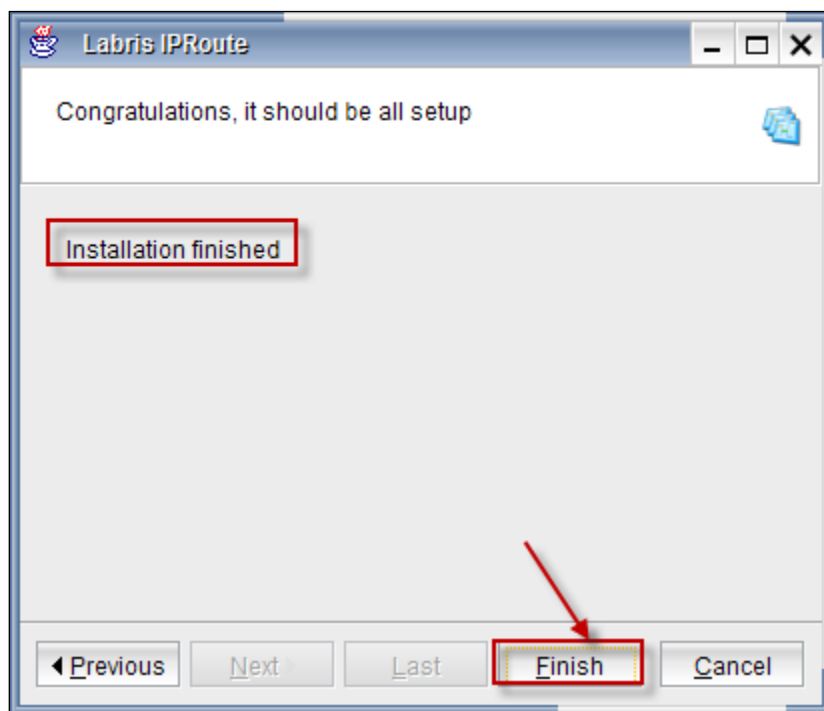 Labris IPRoute
Congratulations, it should be all setup
Installation finished
Previous Next Last Finish Cancel